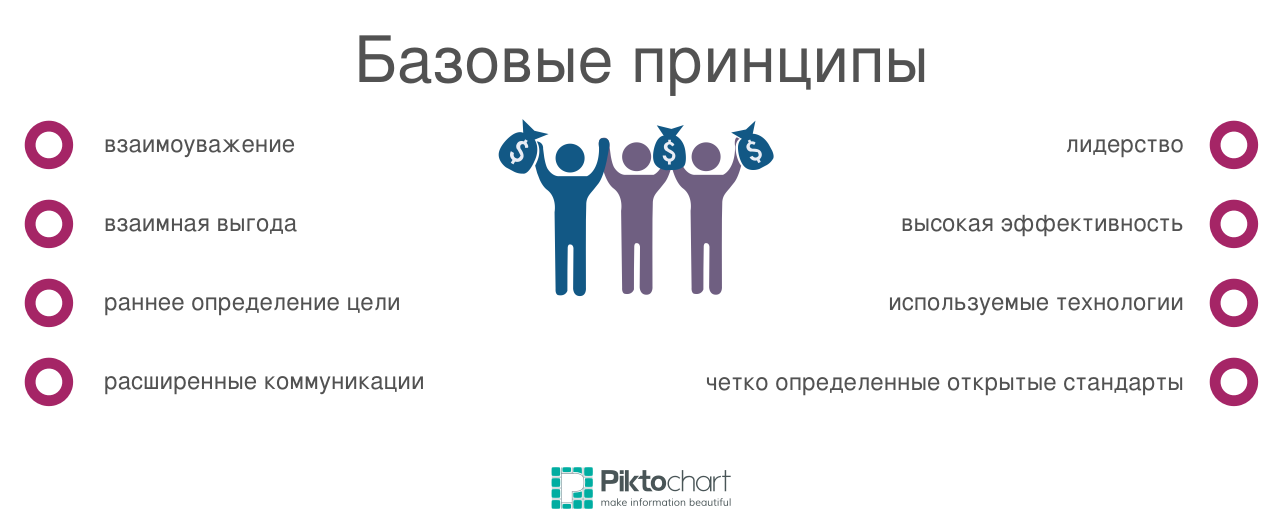 Базовые принципы
взаимоуважение
взаимная выгода
раннее определение цели
расширенные коммуникации
$
$
$
лидерство
высокая эффективность
используемые технологии
четко определенные открытые стандарты
Piktochart
make information beautiful